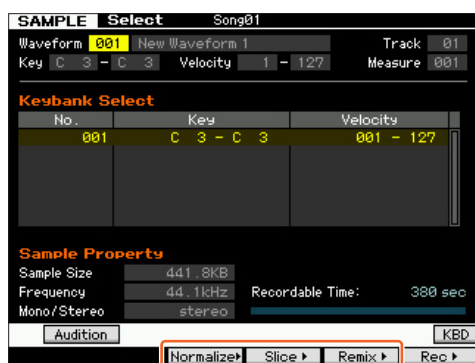 SAMPLE Select Song01
Waveform 001 New Waveform 1 Track 01
Key C 3 - C 3 Velocity 1 - 127 Measure 001
Keybank Select
No. Key Velocity
001 C 3 - C 3 001 - 127
Sample Property
Sample Size 441.8KB
Frequency 44.1kHz Recordable Time: 380 sec
Mono/Stereo stereo
Audition KBD
Normalize Slice Remix Rec